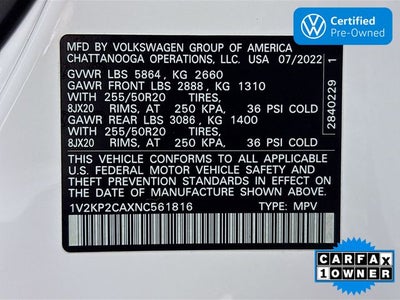 Certified
Pre-Owned
MFD BY VOLKSWAGEN GROUP OF AMERICA
CHATTANOOGA OPERATIONS, LLC. USA 07/2022
GVWR LBS 5864, KG 2660
GAWR FRONT LBS 2888, KG 1310
WITH 255/50R20 TIRES,
8JX20 RIMS, AT 250 KPA, 36 PSI COLD
GAWR REAR LBS 3086, KG 1400
WITH 255/50R20 TIRES,
8JX20 RIMS, AT 250 KPA, 36 PSI COLD
THIS VEHICLE CONFORMS TO ALL APPLICABLE
U.S. FEDERAL MOTOR VEHICLE SAFETY
STANDARDS IN EFFECT ON THE DATE OF
MANUFACTURE SHOWN ABOVE.
1V2KP2CAXNC561816 TYPE: MPV
2840229 1
CARFAX
1 OWNER